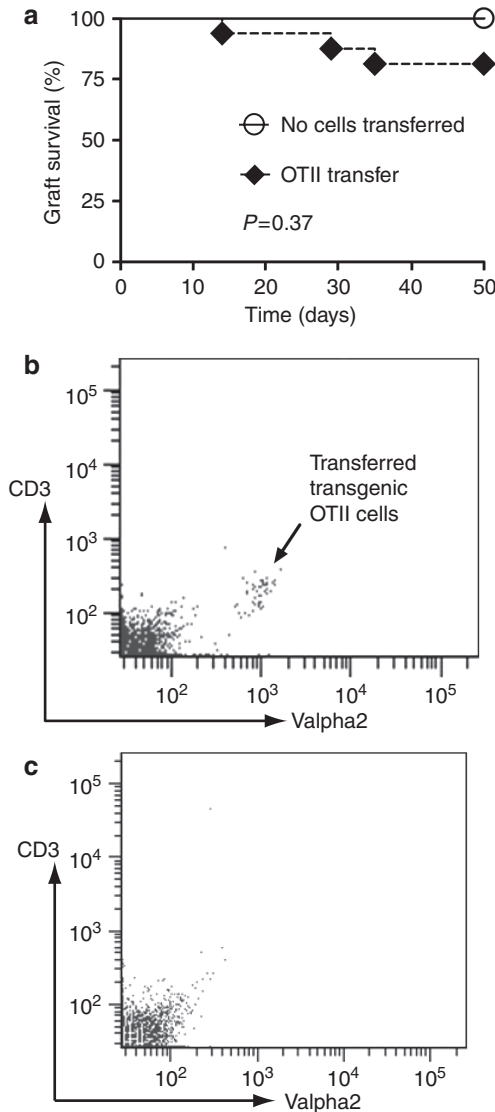 a
100
75
50
25
0
Graft survival (%)
No cells transferred
OTII transfer
P=0.37
0 10 20 30 40 50
Time (days)
b
10⁵
10⁴
10³
10²
CD3
Transferred
transgenic
OTII cells
10² 10³ 10⁴ 10⁵
Valpha2
c
10⁵
10⁴
10³
10²
CD3
10² 10³ 10⁴ 10⁵
Valpha2